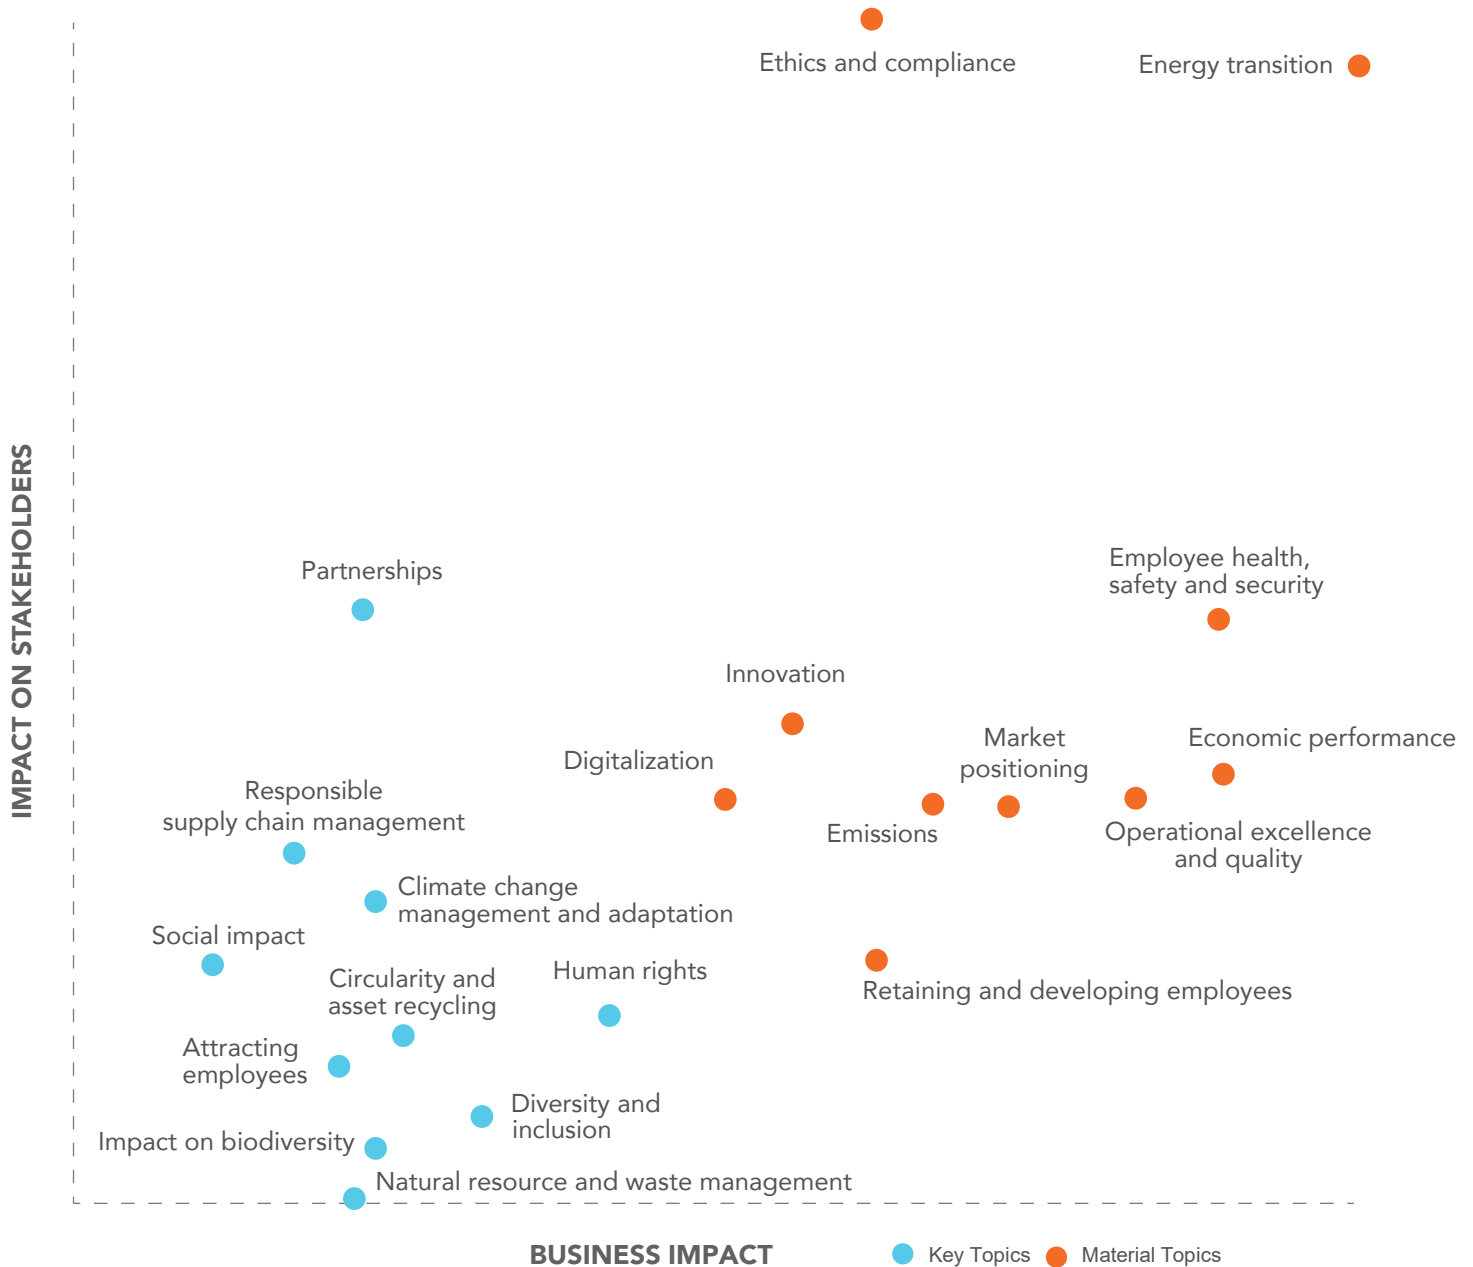 Ethics and compliance
Energy transition
IMPACT ON STAKEHOLDERS
Partnerships
Employee health,
safety and security
Innovation
Market
positioning
Economic performance
Digitalization
Responsible
supply chain management
Emissions
Operational excellence
and quality
Climate change
management and adaptation
Social impact
Circularity and
asset recycling
Human rights
Retaining and developing employees
Attracting
employees
Diversity and
inclusion
Impact on biodiversity
Natural resource and waste management
BUSINESS IMPACT
Key Topics
Material Topics